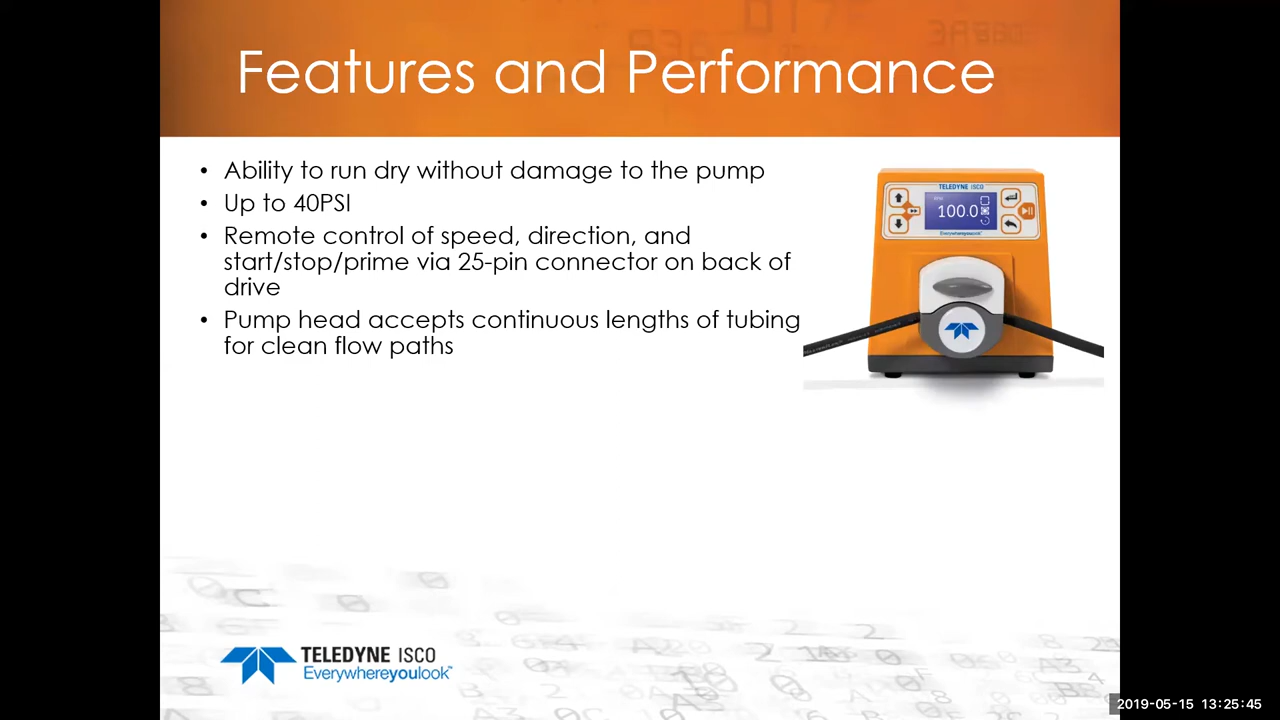 Features and Performance
• Ability to run dry without damage to the pump
• Up to 40PSI
• Remote control of speed, direction, and
start/stop/prime via 25-pin connector on back of
drive
• Pump head accepts continuous lengths of tubing
for clean flow paths
TELEDYNE ISCO
100.0
Everywhereyoulook™
TELEDYNE ISCO
Everywhereyoulook™
2019-05-15 13:25:45